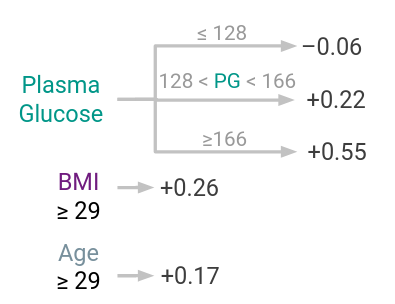 ≤ 128
−0.06
Plasma
Glucose
128 < PG < 166
+0.22
≥166
+0.55
BMI
≥ 29
+0.26
Age
≥ 29
+0.17